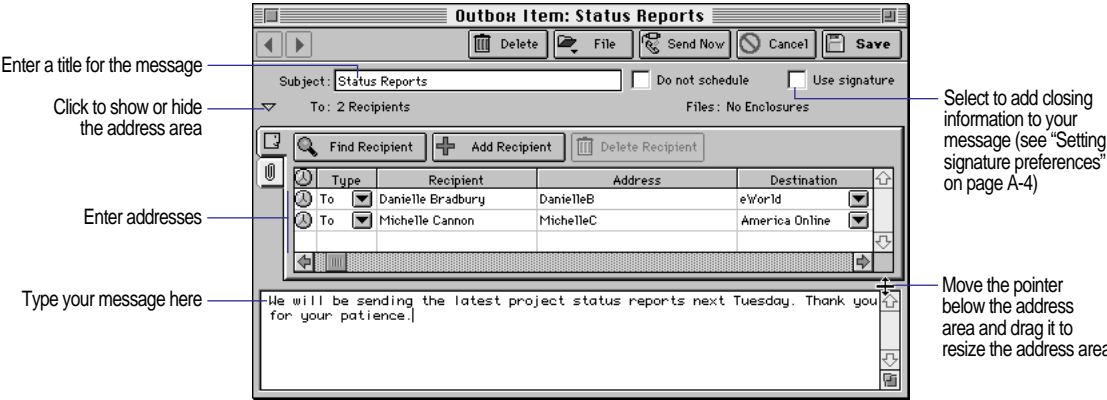 Outbox Item: Status Reports
Delete File Send Now Cancel Save
Enter a title for the message
Subject: Status Reports Do not schedule Use signature
Click to show or hide
the address area
To: 2 Recipients Files: No Enclosures
Select to add closing
information to your
message (see “Setting
signature preferences”
on page A-4)
Find Recipient Add Recipient Delete Recipient
Type Recipient Address Destination
Enter addresses
To Danielle Bradbury DanielleB eWorld
To Michelle Cannon MichelleC America Online
Type your message here
We will be sending the latest project status reports next Tuesday. Thank you
for your patience.
Move the pointer
below the address
area and drag it to
resize the address area